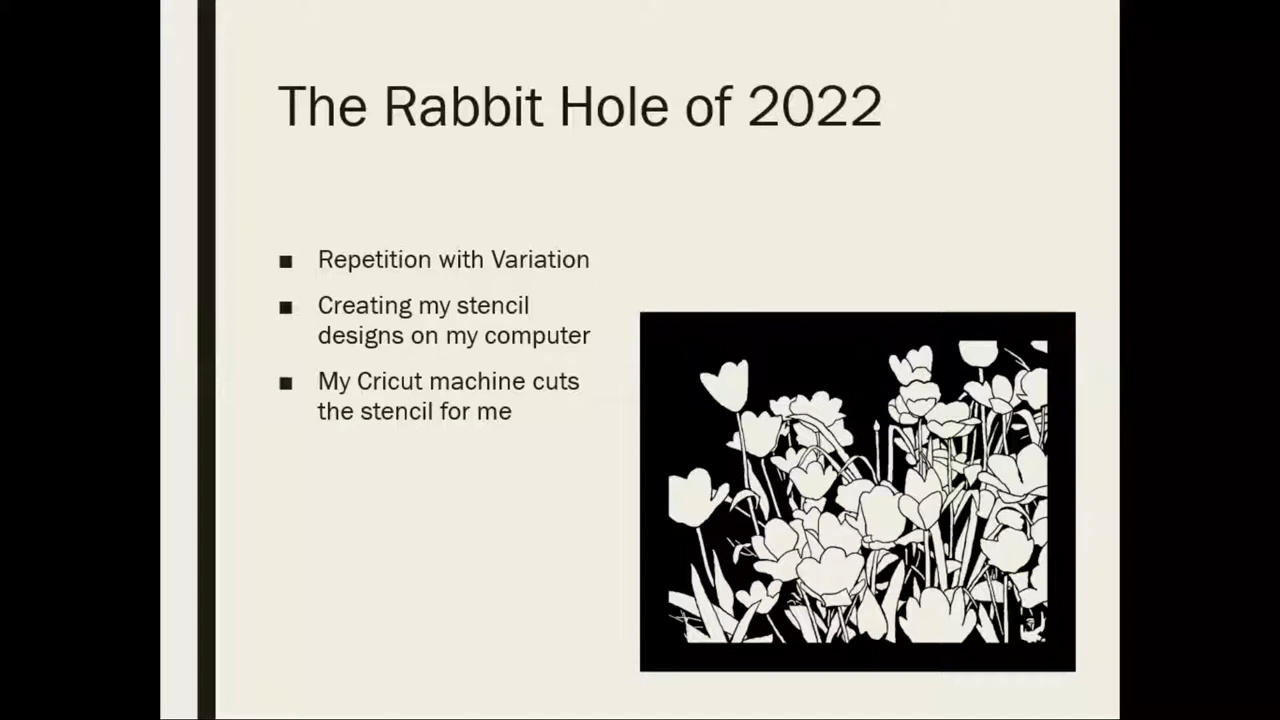 The Rabbit Hole of 2022
■ Repetition with Variation
■ Creating my stencil
designs on my computer
■ My Cricut machine cuts
the stencil for me